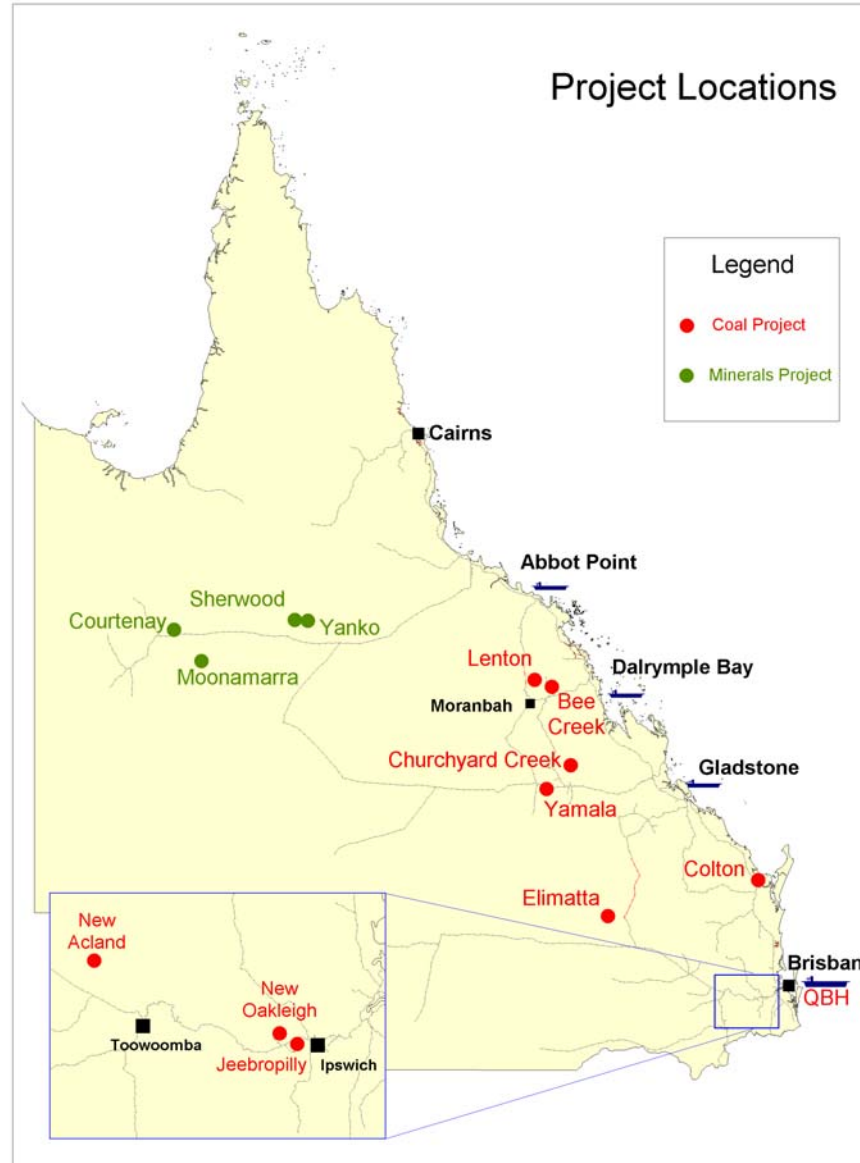 Project Locations
Legend
Coal Project
Minerals Project
Cairns
Abbot Point
Sherwood
Courtenay
Yanko
Moonamarra
Lenton
Dalrymple Bay
Moranbah
Bee
Creek
Churchyard Creek
Gladstone
Yamala
Colton
Elimatta
New
Acland
Brisban
QBH
New
Oakleigh
Toowoomba
Jeebropilly
Ipswich